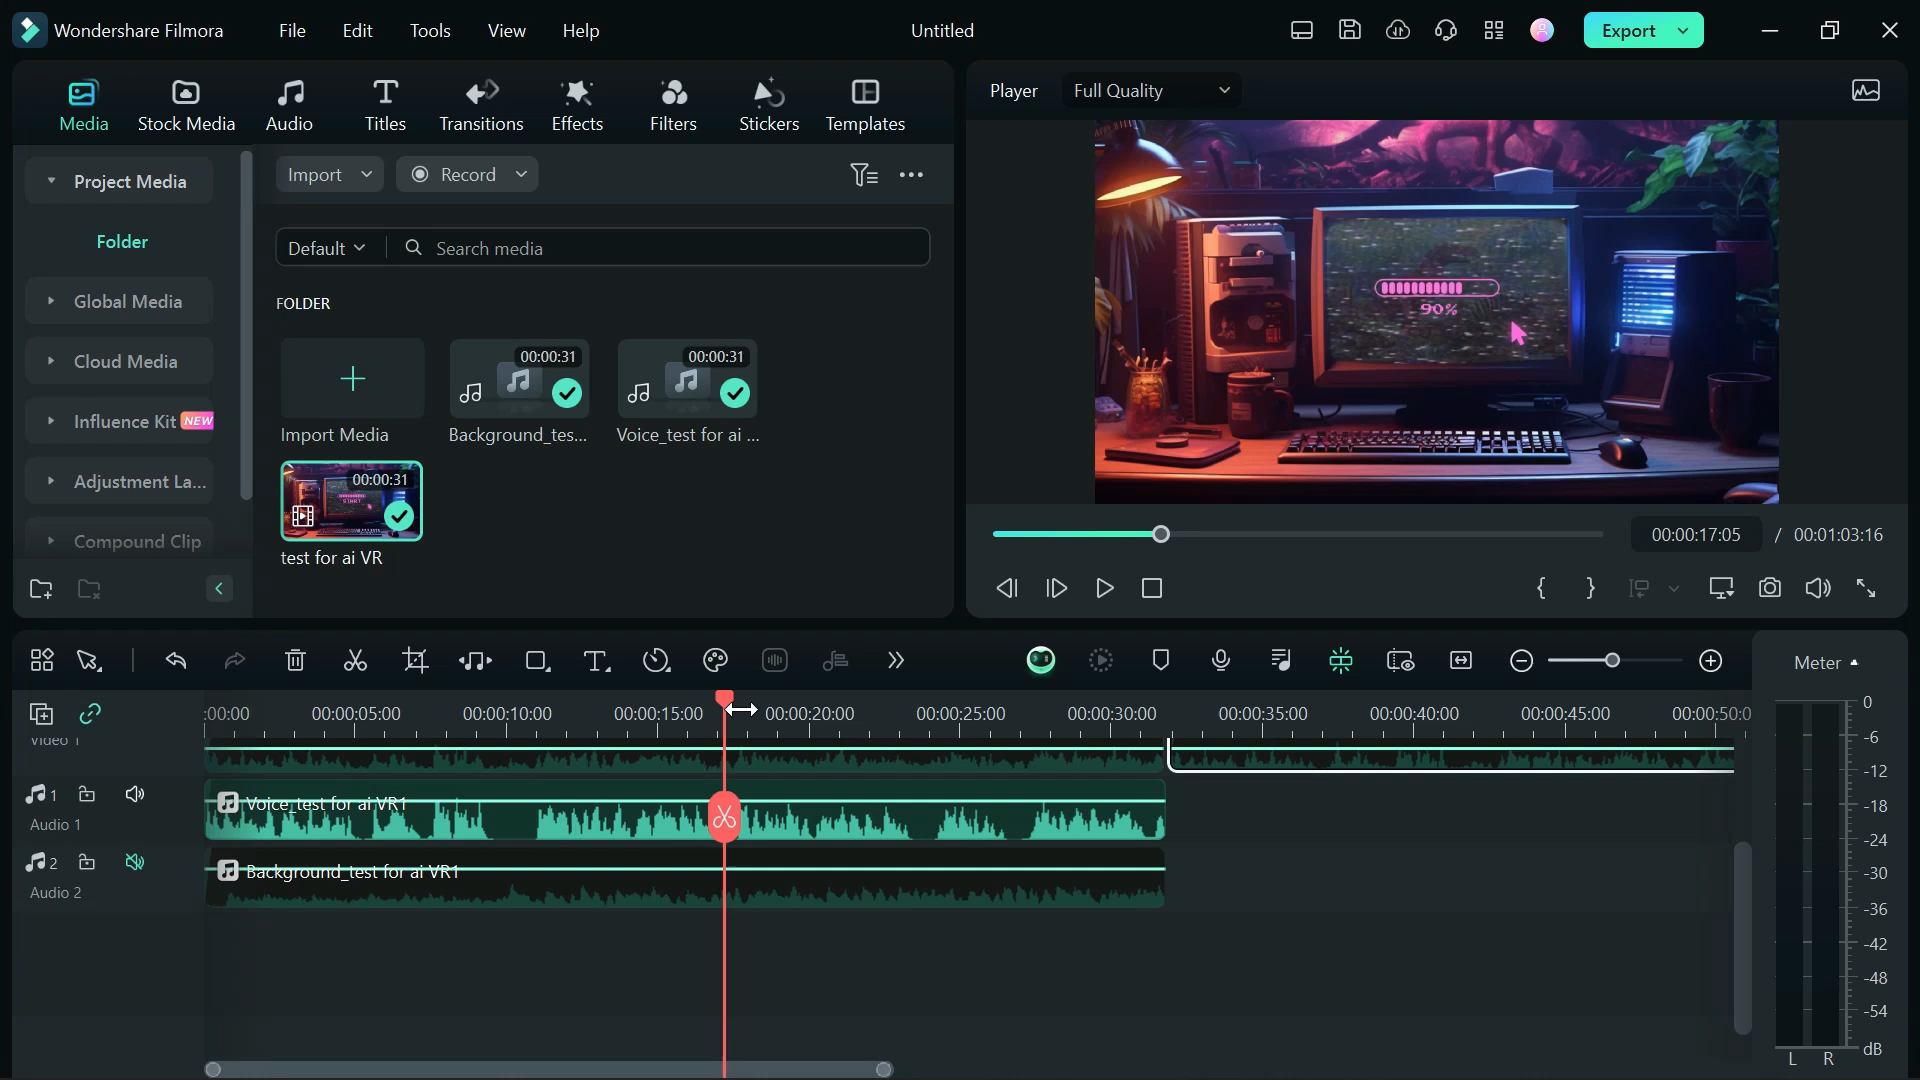 Wondershare Filmora
File
Edit
Tools
View
Help
Untitled
Export
Media
Stock Media
Audio
Titles
Transitions
Effects
Filters
Stickers
Templates
Player
Full Quality
Project Media
Folder
Global Media
Cloud Media
Influence Kit NEW
Adjustment La...
Compound Clip
Import
Record
Default
Search media
FOLDER
Import Media
00:00:31
Background_tes...
00:00:31
Voice_test for ai ...
00:00:31
START
test for ai VR
90%
00:00:17:05 / 00:01:03:16
{ }
Meter
:00:00
00:00:05:00
00:00:10:00
00:00:15:00
00:00:20:00
00:00:25:00
00:00:30:00
00:00:35:00
00:00:40:00
00:00:45:00
00:00:50:0
Video 1
1
Audio 1
Voice_test for ai VR1
2
Audio 2
Background_test for ai VR1
0
-6
-12
-18
-24
-30
-36
-42
-48
-54
dB
L R